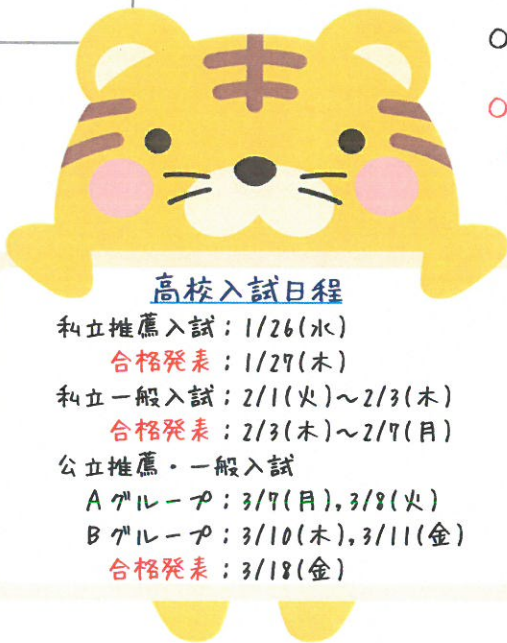 高校入試日程
私立推薦入試；1/26(水)
合格発表；1/27(木)
私立一般入試；2/1(火)〜2/3(木)
合格発表；2/3(木)〜2/7(月)
公立推薦・一般入試
Aグループ；3/7(月),3/8(火)
Bグループ；3/10(木),3/11(金)
合格発表；3/18(金)